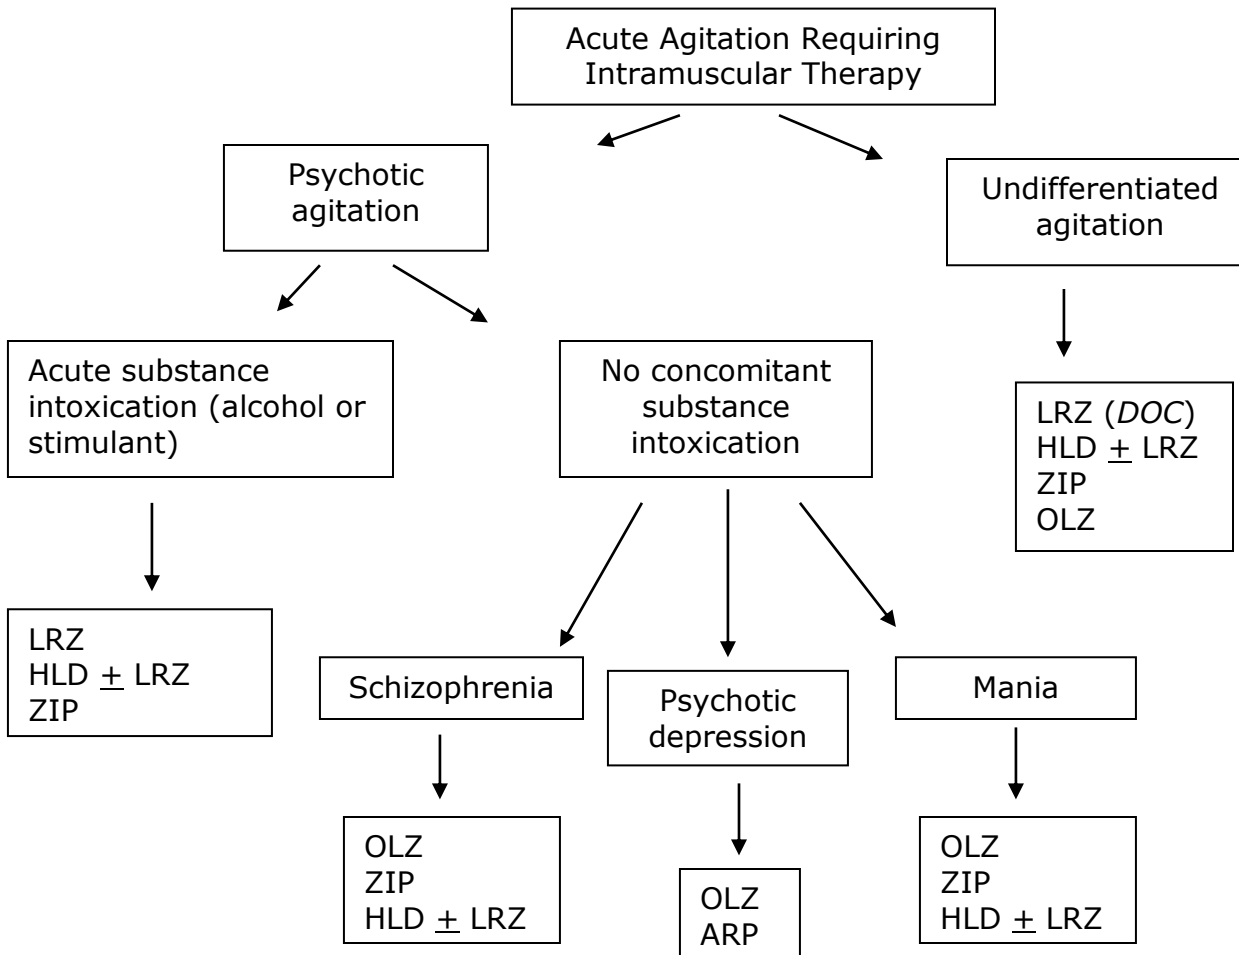 Acute Agitation Requiring
Intramuscular Therapy
Psychotic
agitation
Undifferentiated
agitation
Acute substance
intoxication (alcohol or
stimulant)
No concomitant
substance
intoxication
LRZ (DOC)
HLD + LRZ
ZIP
OLZ
LRZ
HLD + LRZ
ZIP
Schizophrenia
Psychotic
depression
Mania
OLZ
ZIP
HLD + LRZ
OLZ
ARP
OLZ
ZIP
HLD + LRZ